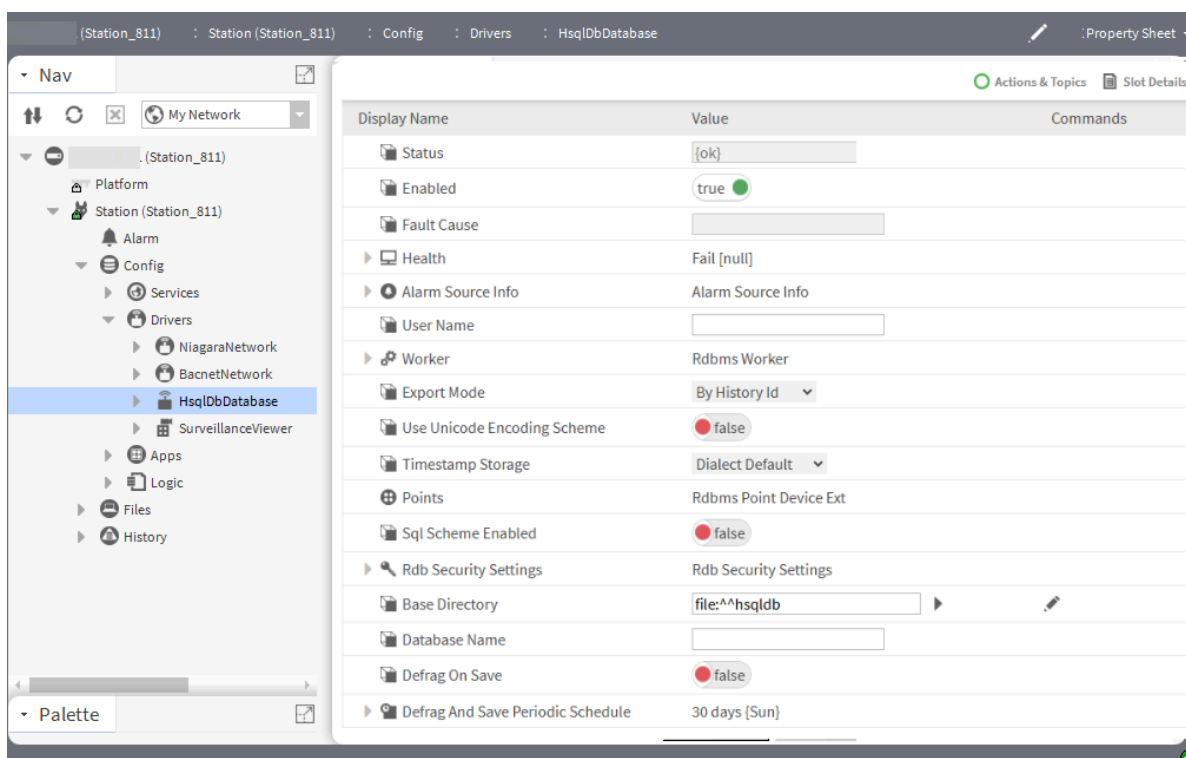 (Station_811) : Station (Station_811) : Config : Drivers : HsqlDbDatabase :Property Sheet
Nav
My Network
(Station_811)
Platform
Station (Station_811)
Alarm
Config
Services
Drivers
NiagaraNetwork
BacnetNetwork
HsqlDbDatabase
SurveillanceViewer
Apps
Logic
Files
History
Palette
Actions & Topics Slot Details
Display Name Value Commands
Status {ok}
Enabled true
Fault Cause
Health Fail [null]
Alarm Source Info Alarm Source Info
User Name
Worker Rdbms Worker
Export Mode By History Id
Use Unicode Encoding Scheme false
Timestamp Storage Dialect Default
Points Rdbms Point Device Ext
Sql Scheme Enabled false
Rdb Security Settings Rdb Security Settings
Base Directory file:^^hsqldb
Database Name
Defrag On Save false
Defrag And Save Periodic Schedule 30 days {Sun}